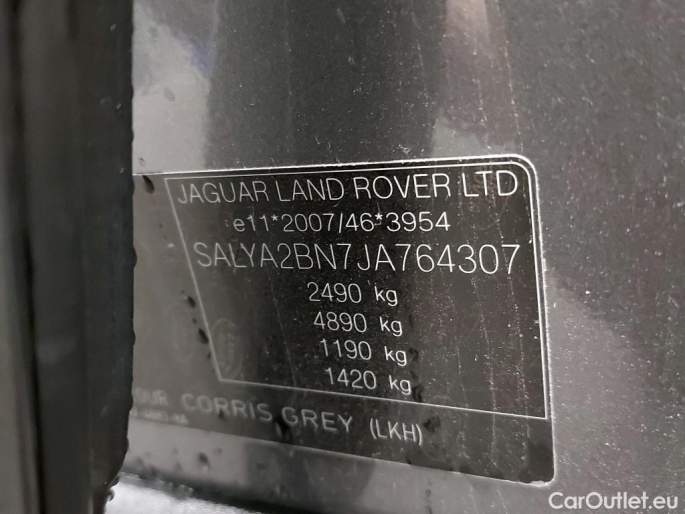 JAGUAR LAND ROVER LTD
e11*2007/46*3954
SALYA2BN7JA764307
2490 kg
4890 kg
1190 kg
1420 kg
OUR CORRIS GREY (LKH)
CarOutlet.eu